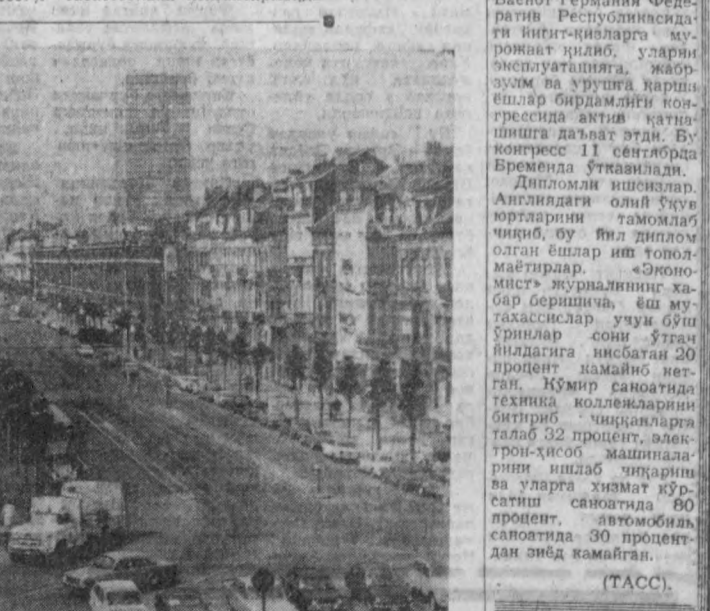 Германия Феде-
ратив Республикасида-
ги йигит-қизларга му-
рожаат қилиб, уларни
эксплуатацияга, жабр-
зулм ва урушга қарши
ёшлар бирдамлиги кон-
грессида актив қатна-
шишга даъват этди. Бу
конгресс 11 сентябрда
Бременда ўтказилади.
Дипломли ишсизлар.
Англиядаги олий ўқув
юртларини тамомлаб
чиқиб, бу йил диплом
олган ёшлар иш топол-
маётирлар. «Эконо-
мист» журналининг ха-
бар беришича, ёш му-
тахассислар учун бўш
ўринлар сони ўтган
йилдагига нисбатан 20
процент камайиб кет-
ган. Кўмир саноатида
техника коллежларини
битириб чиққанларга
талаб 32 процент, элек-
трон-ҳисоб машинала-
рини ишлаб чиқариш
ва уларга хизмат кўр-
сатиш саноатида 80
процент, автомобиль
саноатида 30 процент-
дан зиёд камайган.
(ТАСС).